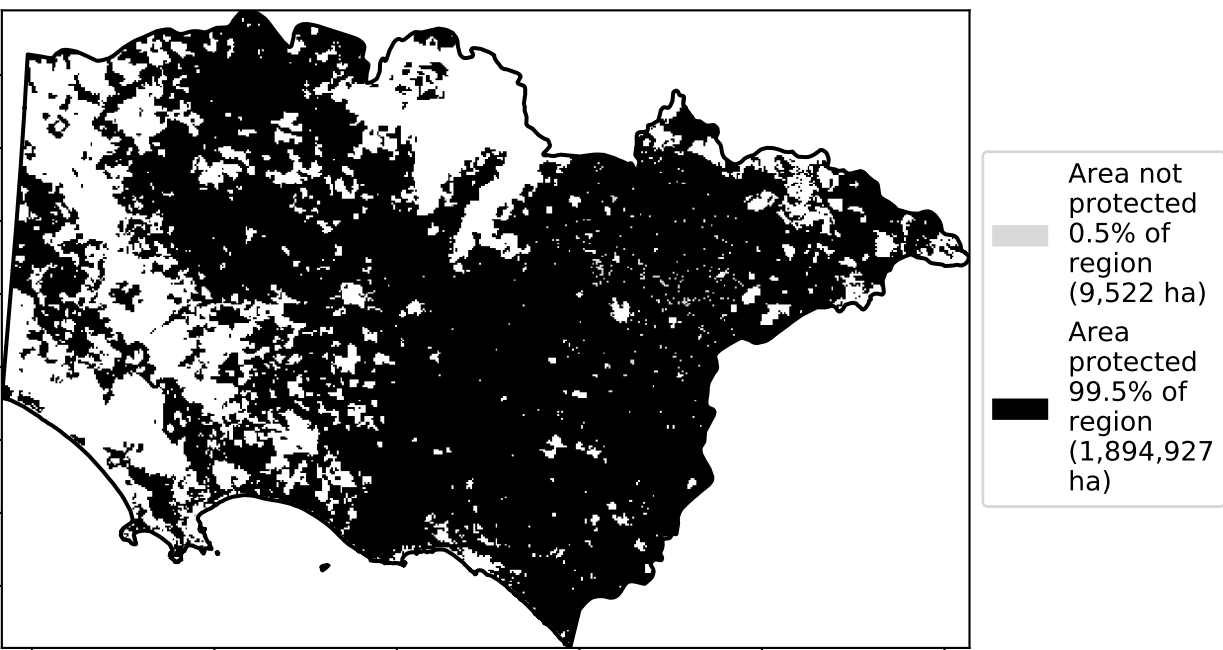 Area not
protected
0.5% of
region
(9,522 ha)
Area
protected
99.5% of
region
(1,894,927
ha)